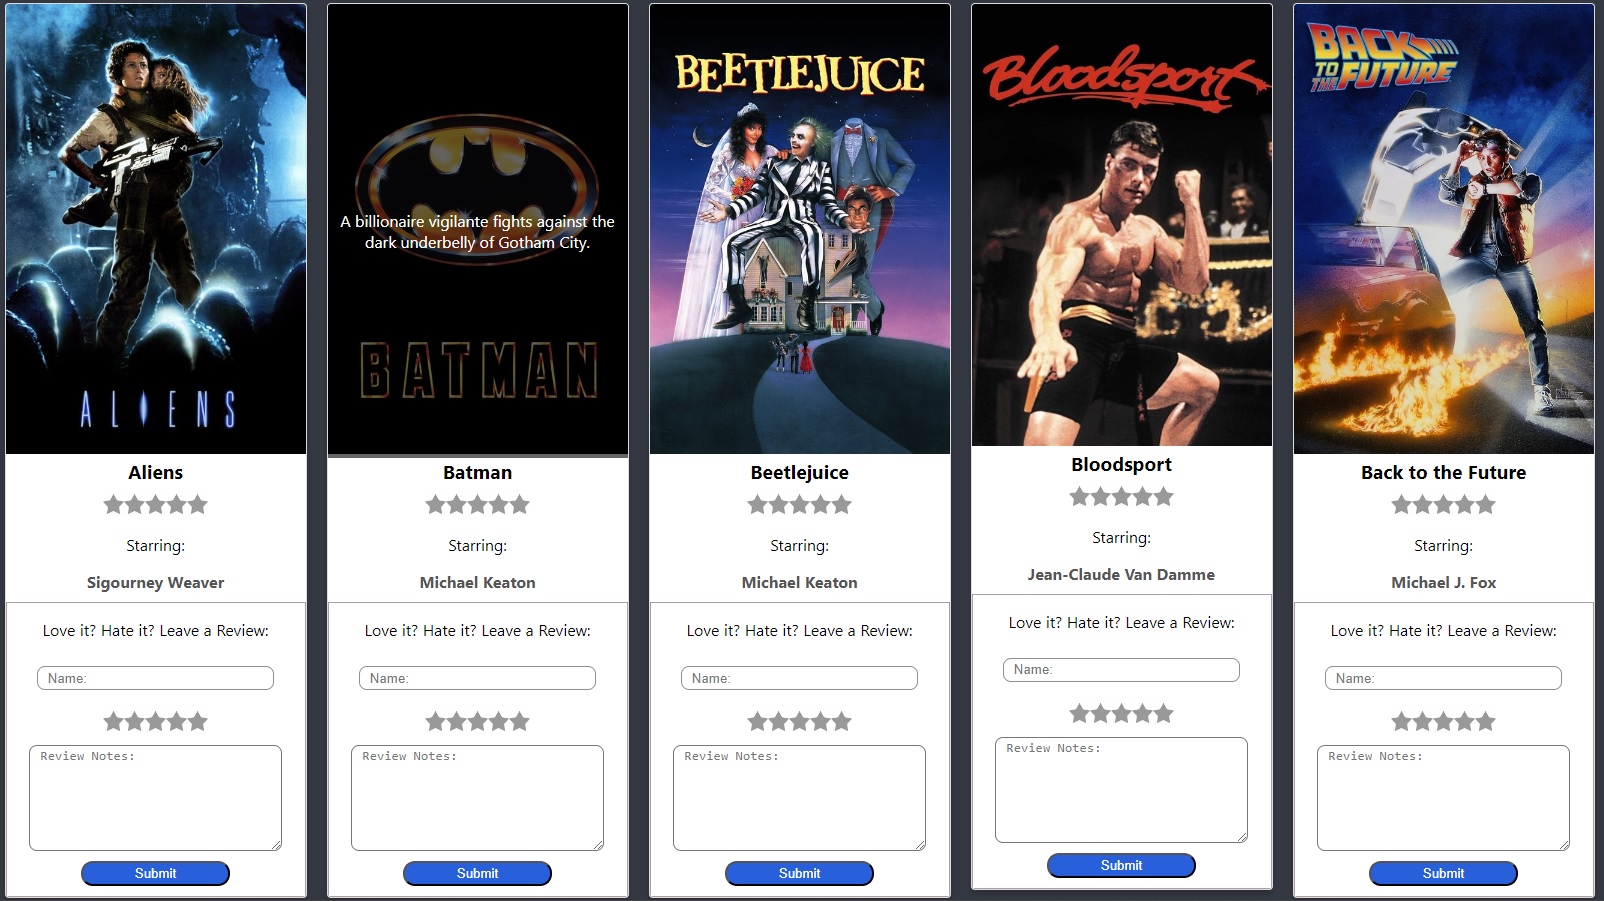 ALIENS
Aliens
Starring:
Sigourney Weaver
Love it? Hate it? Leave a Review:
Name:
Review Notes:
Submit
A billionaire vigilante fights against the
dark underbelly of Gotham City.
BATMAN
Batman
Starring:
Michael Keaton
Love it? Hate it? Leave a Review:
Name:
Review Notes:
Submit
BEETLEJUICE
Beetlejuice
Starring:
Michael Keaton
Love it? Hate it? Leave a Review:
Name:
Review Notes:
Submit
Bloodsport
Bloodsport
Starring:
Jean-Claude Van Damme
Love it? Hate it? Leave a Review:
Name:
Review Notes:
Submit
BACK
TO
THE FUTURE
Back to the Future
Starring:
Michael J. Fox
Love it? Hate it? Leave a Review:
Name:
Review Notes:
Submit